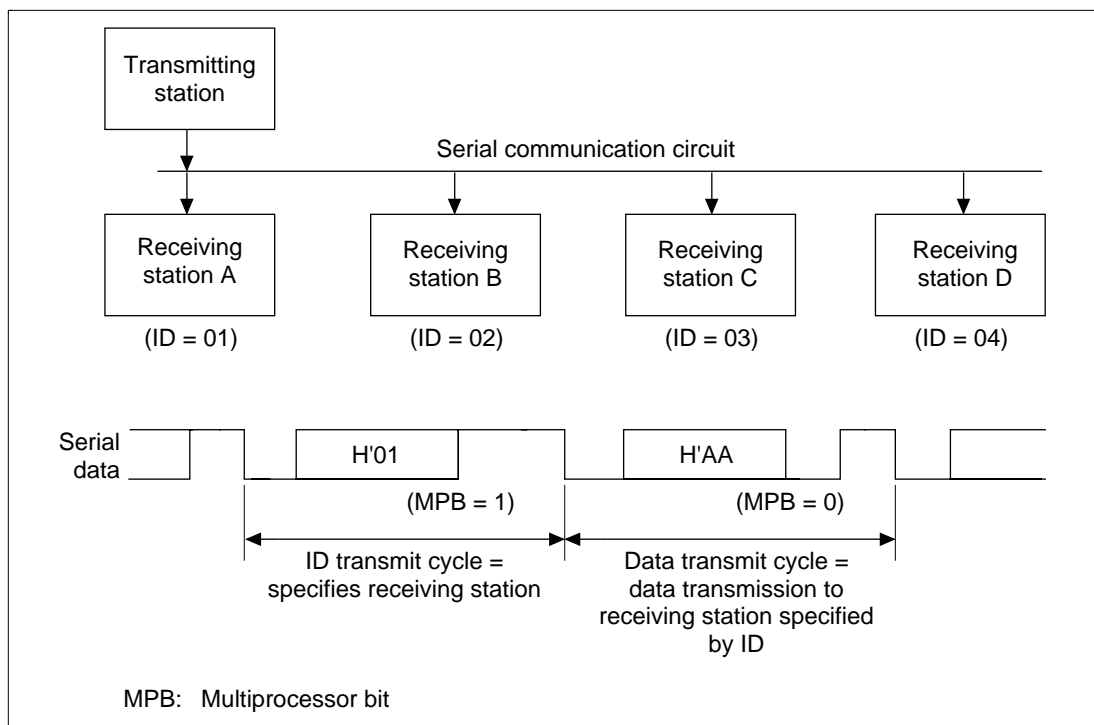 Transmitting
station
Serial communication circuit
Receiving
station A
Receiving
station B
Receiving
station C
Receiving
station D
(ID = 01)
(ID = 02)
(ID = 03)
(ID = 04)
Serial
data
H'01
H'AA
(MPB = 1)
(MPB = 0)
ID transmit cycle =
specifies receiving station
Data transmit cycle =
data transmission to
receiving station specified
by ID
MPB: Multiprocessor bit